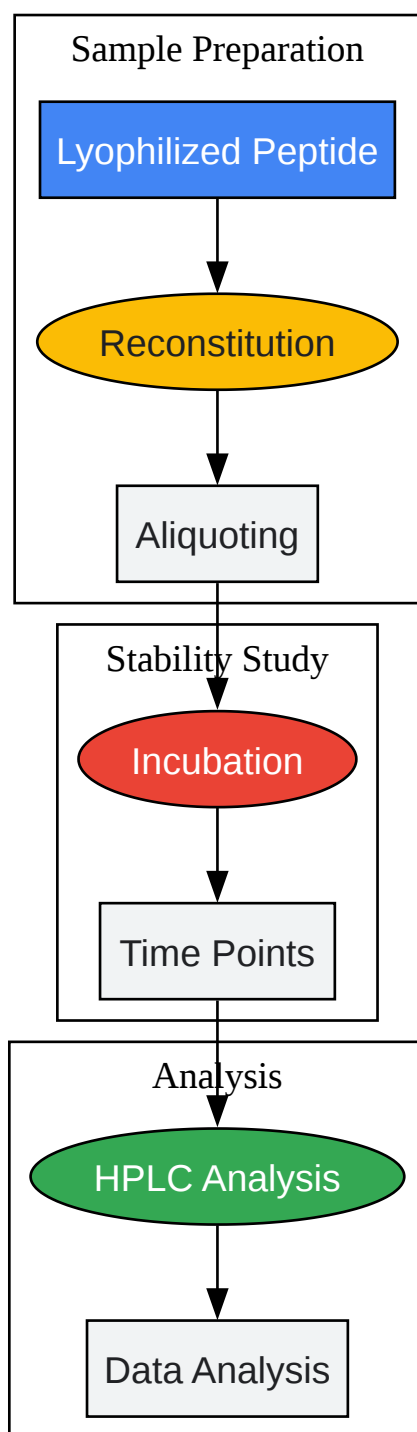 Sample Preparation
Lyophilized Peptide
Reconstitution
Aliquoting
Stability Study
Incubation
Time Points
Analysis
HPLC Analysis
Data Analysis